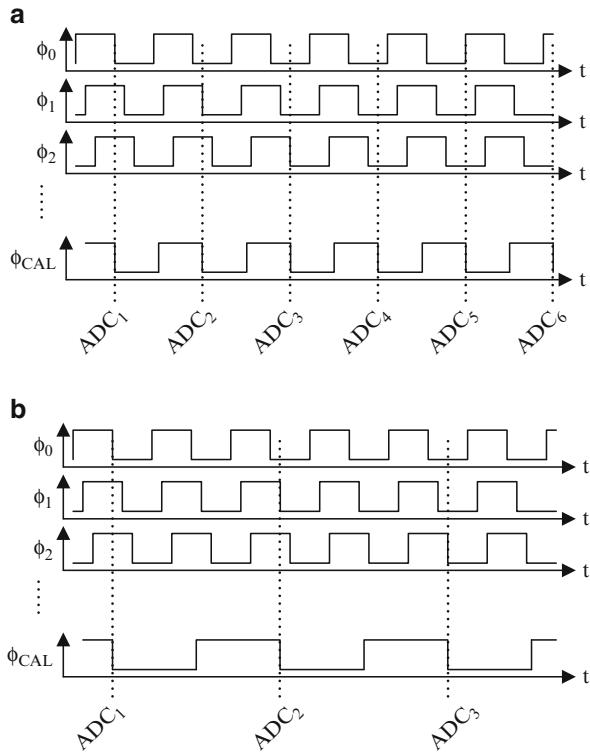 a
ϕ₀
t
ϕ₁
t
ϕ₂
t
ϕCAL
t
ADC₁ ADC₂ ADC₃ ADC₄ ADC₅ ADC₆
b
ϕ₀
t
ϕ₁
t
ϕ₂
t
ϕCAL
t
ADC₁ ADC₂ ADC₃